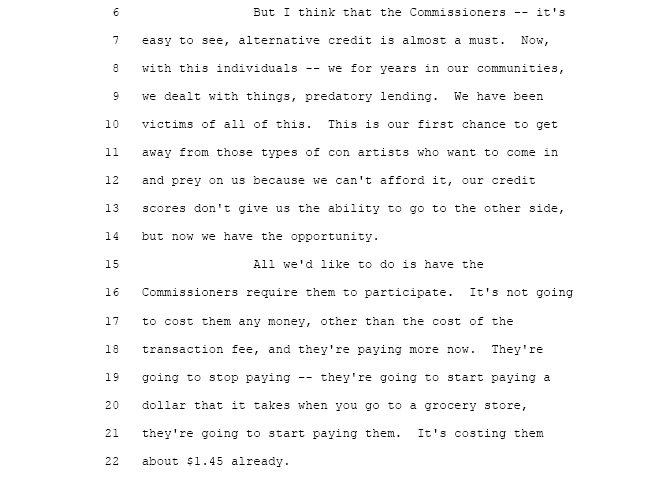 6 But I think that the Commissioners -- it's
7 easy to see, alternative credit is almost a must. Now,
8 with this individuals -- we for years in our communities,
9 we dealt with things, predatory lending. We have been
10 victims of all of this. This is our first chance to get
11 away from those types of con artists who want to come in
12 and prey on us because we can't afford it, our credit
13 scores don't give us the ability to go to the other side,
14 but now we have the opportunity.
15 All we'd like to do is have the
16 Commissioners require them to participate. It's not going
17 to cost them any money, other than the cost of the
18 transaction fee, and they're paying more now. They're
19 going to stop paying -- they're going to start paying a
20 dollar that it takes when you go to a grocery store,
21 they're going to start paying them. It's costing them
22 about $1.45 already.